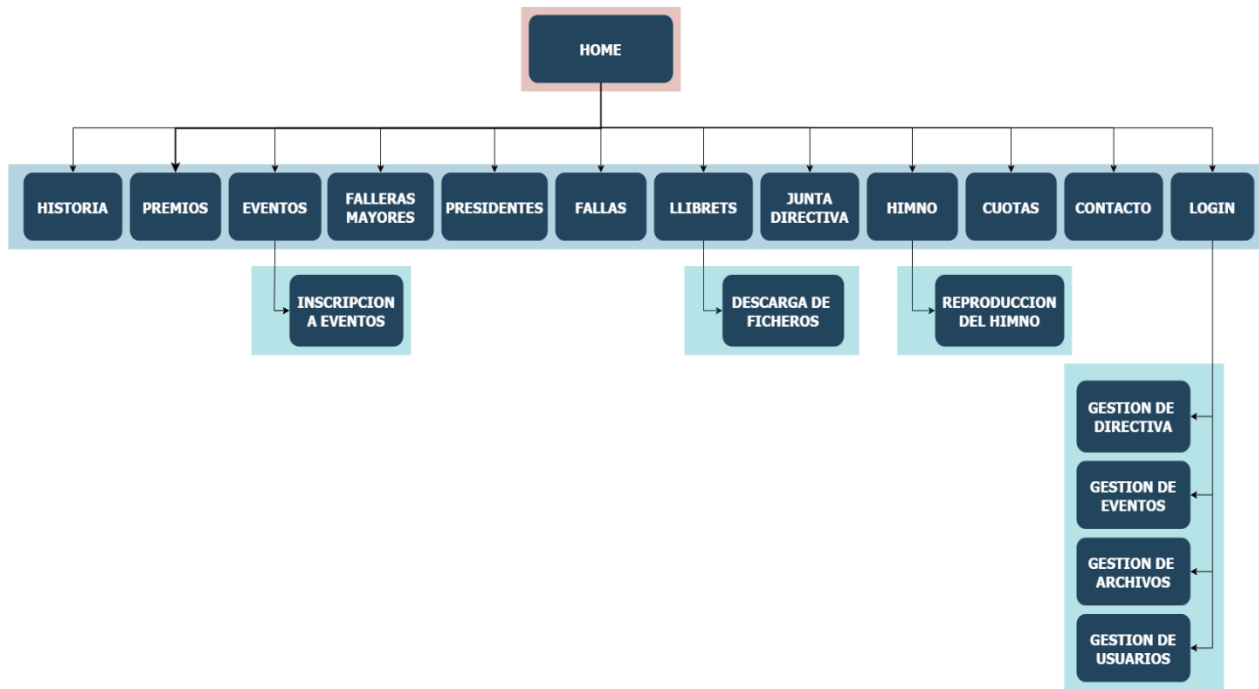 HOME
HISTORIA
PREMIOS
EVENTOS
FALLERAS
MAYORES
PRESIDENTES
FALLAS
LLIBRETS
JUNTA
DIRECTIVA
HIMNO
CUOTAS
CONTACTO
LOGIN
INSCRIPCION
A EVENTOS
DESCARGA DE
FICHEROS
REPRODUCCION
DEL HIMNO
GESTION DE
DIRECTIVA
GESTION DE
EVENTOS
GESTION DE
ARCHIVOS
GESTION DE
USUARIOS